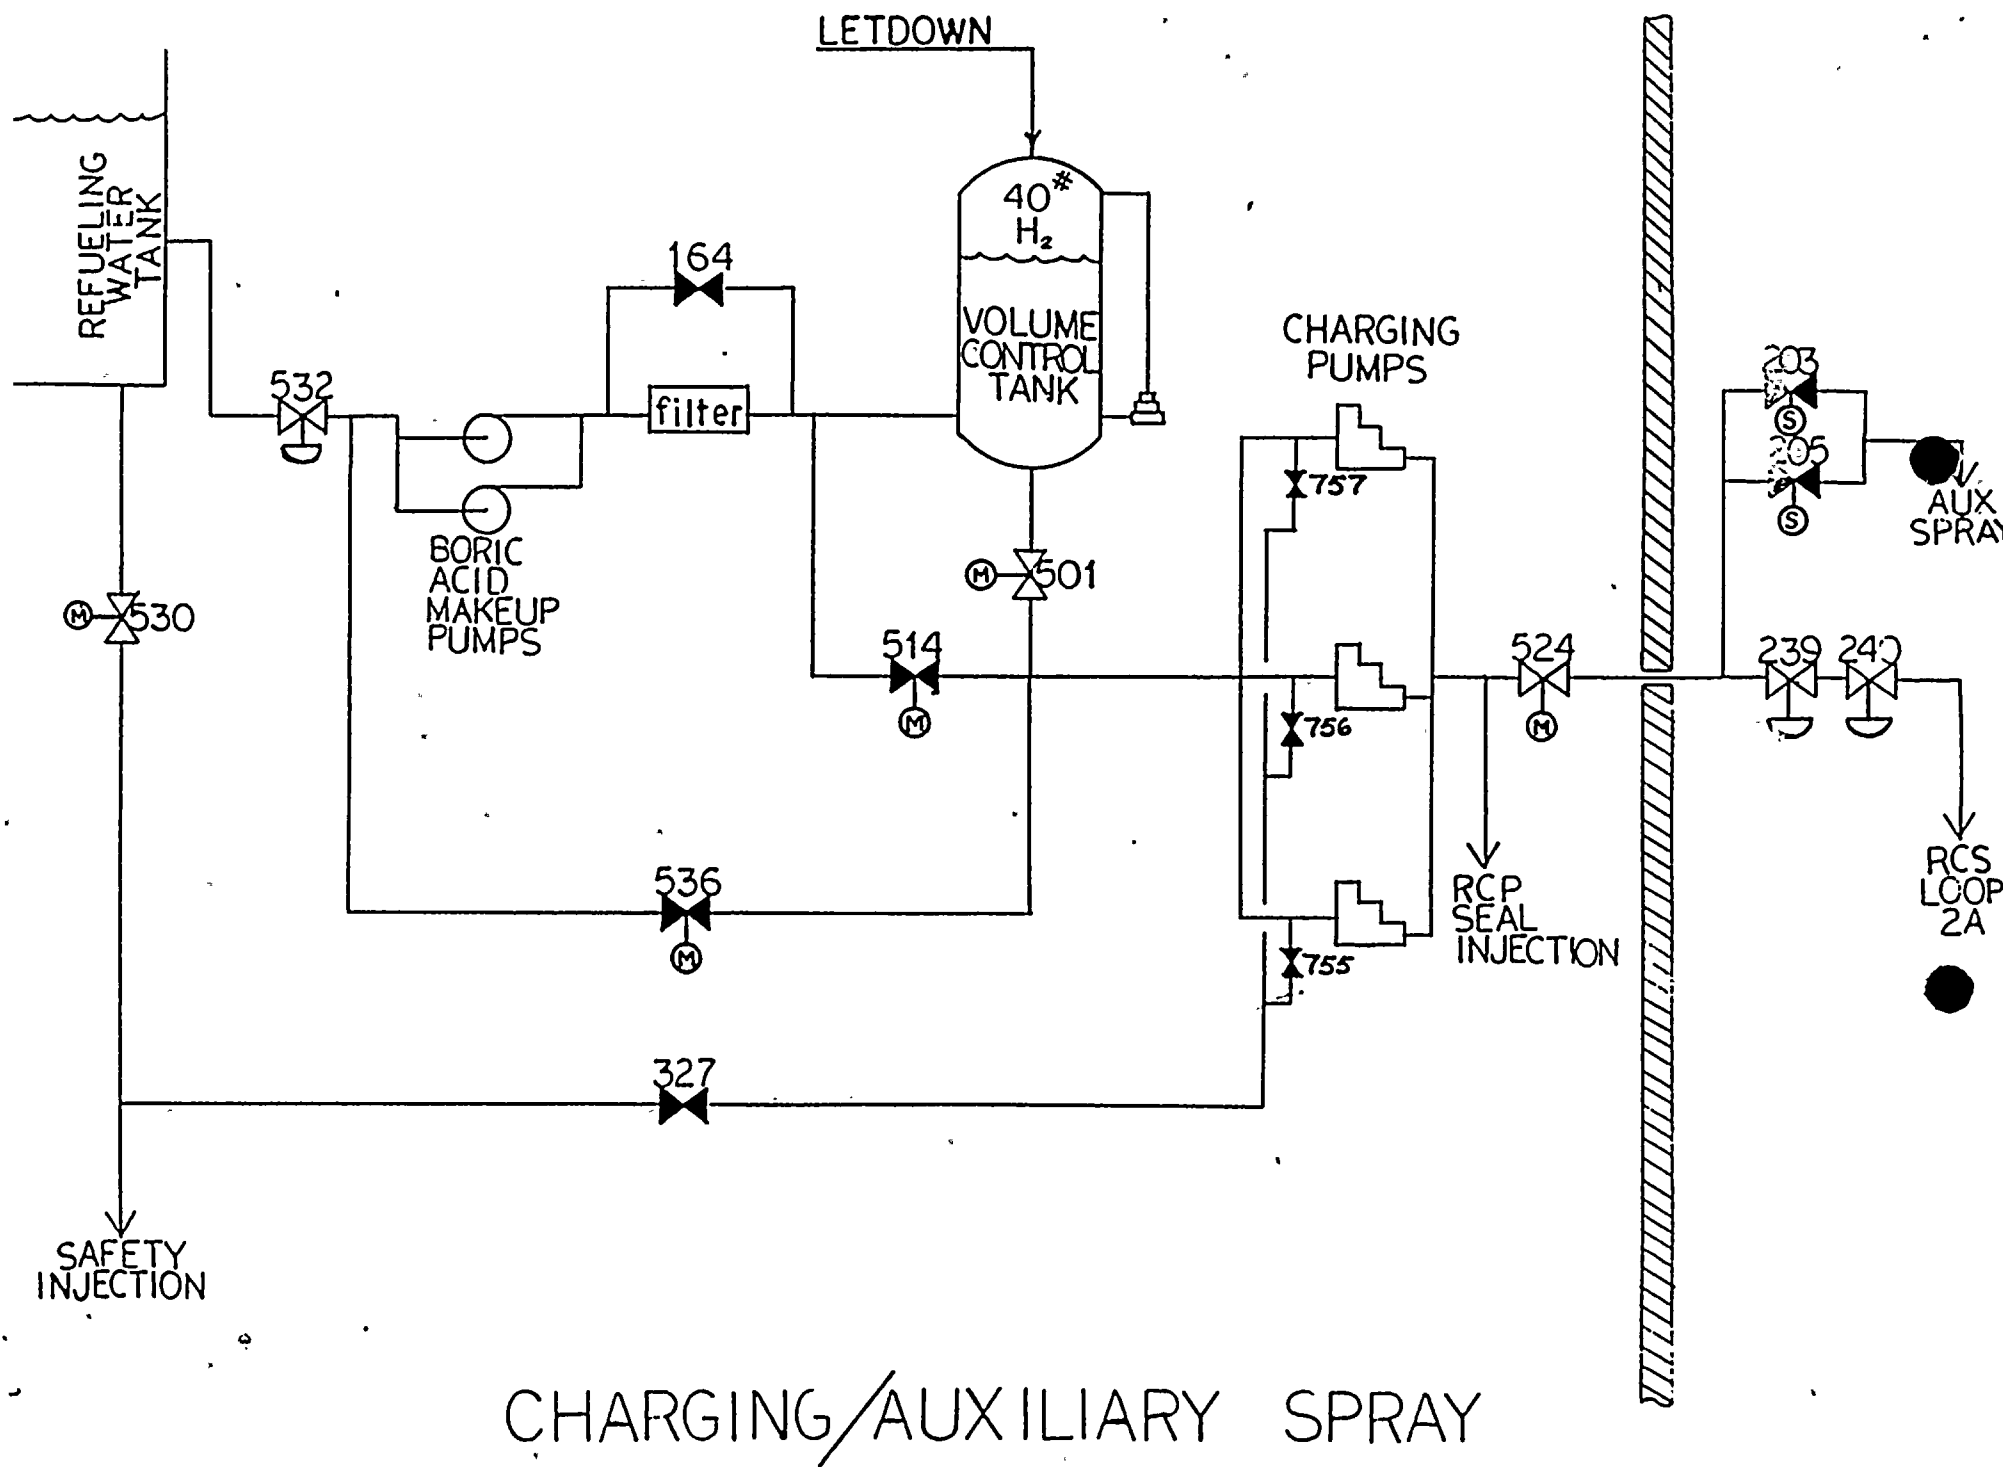 LETDOWN
REFUELING
WATER
TANK
532
164
filter
40#
H2
VOLUME
CONTROL
TANK
CHARGING
PUMPS
BORIC
ACID
MAKEUP
PUMPS
M 530
M 501
514
M
536
M
327
757
756
755
524
M
RCP
SEAL
INJECTION
S
S
AUX
SPRAY
239
240
RCS
LOOP
2A
SAFETY
INJECTION
CHARGING/AUXILIARY SPRAY